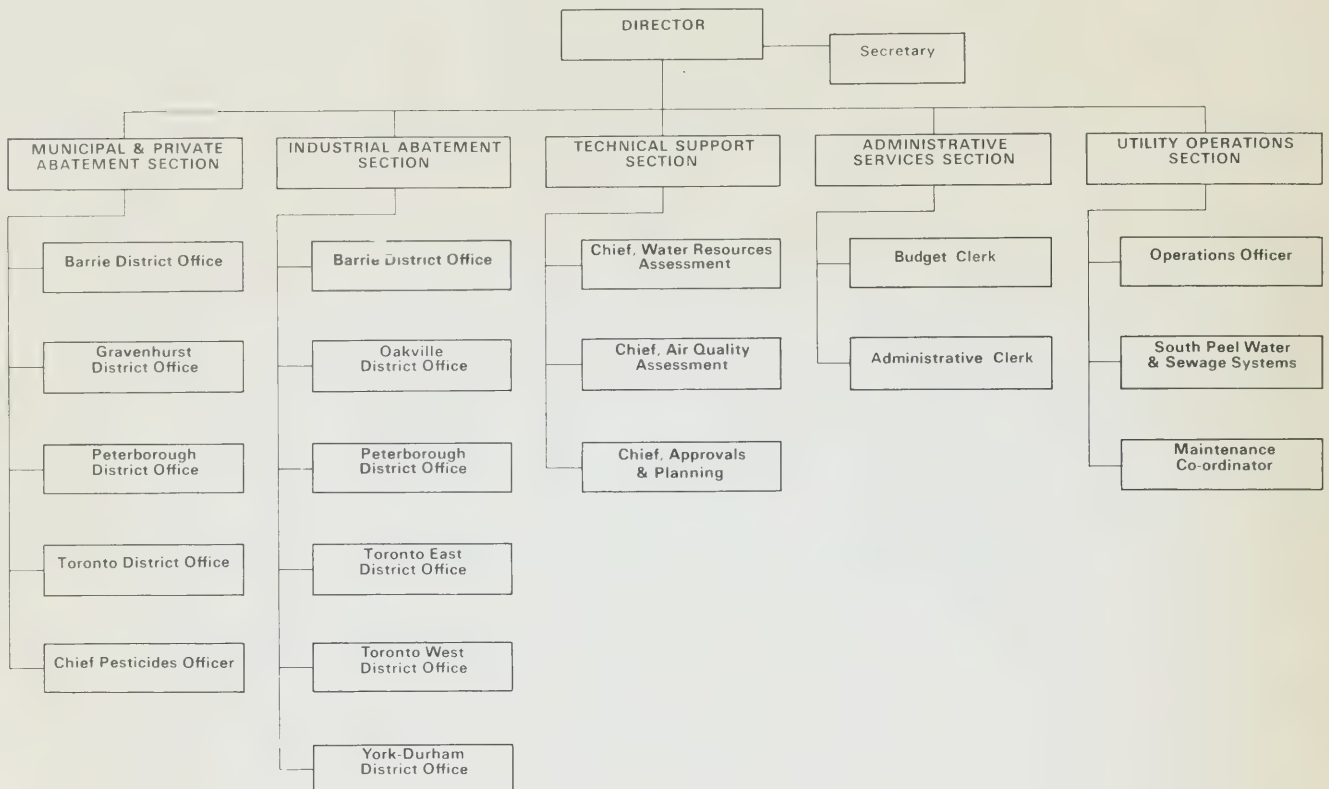 DIRECTOR
Secretary
MUNICIPAL & PRIVATE
ABATEMENT SECTION
Barrie District Office
Gravenhurst
District Office
Peterborough
District Office
Toronto District Office
Chief Pesticides Officer
INDUSTRIAL ABATEMENT
SECTION
Barrie District Office
Oakville
District Office
Peterborough
District Office
Toronto East
District Office
Toronto West
District Office
York-Durham
District Office
TECHNICAL SUPPORT
SECTION
Chief, Water Resources
Assessment
Chief, Air Quality
Assessment
Chief, Approvals
& Planning
ADMINISTRATIVE
SERVICES SECTION
Budget Clerk
Administrative Clerk
UTILITY OPERATIONS
SECTION
Operations Officer
South Peel Water
& Sewage Systems
Maintenance
Co-ordinator